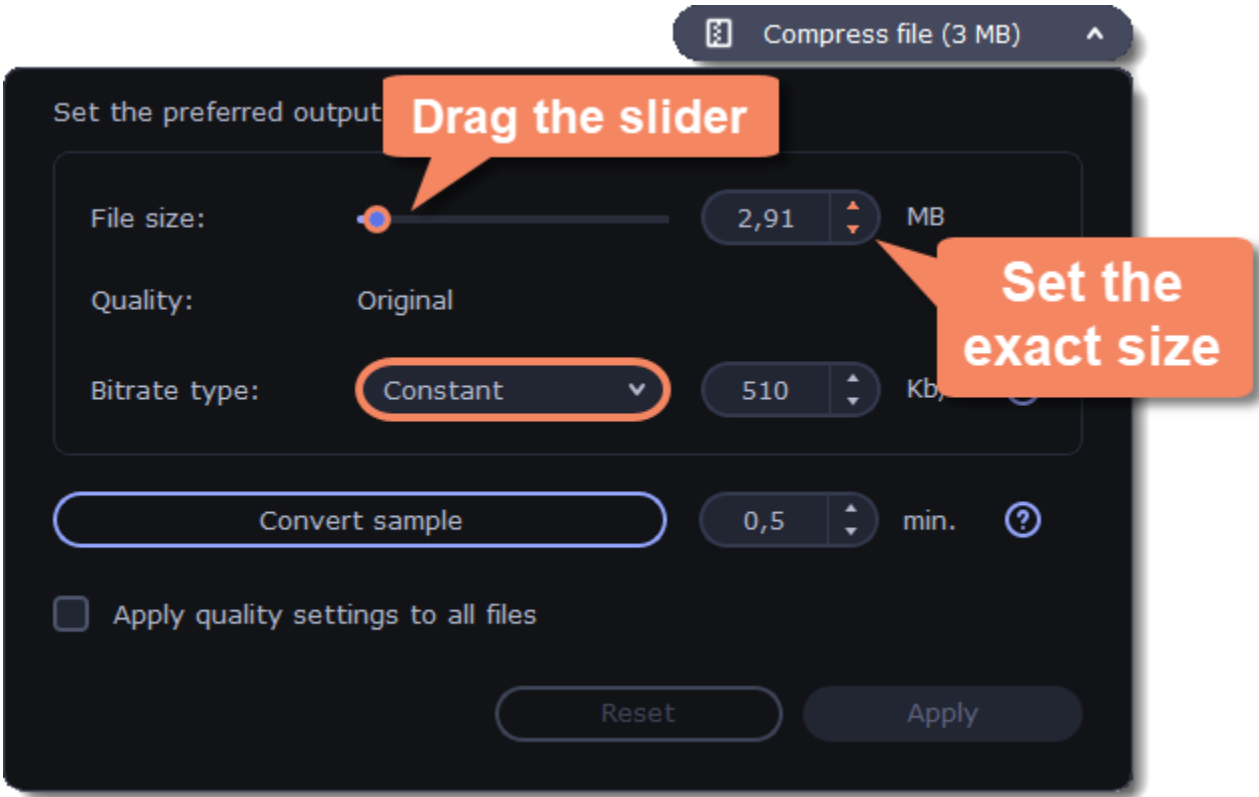 Compress file (3 MB)
Set the preferred output
Drag the slider
File size:
2,91
MB
Set the
exact size
Quality:
Original
Bitrate type:
Constant
510
Convert sample
0,5
min.
?
Apply quality settings to all files
Reset
Apply